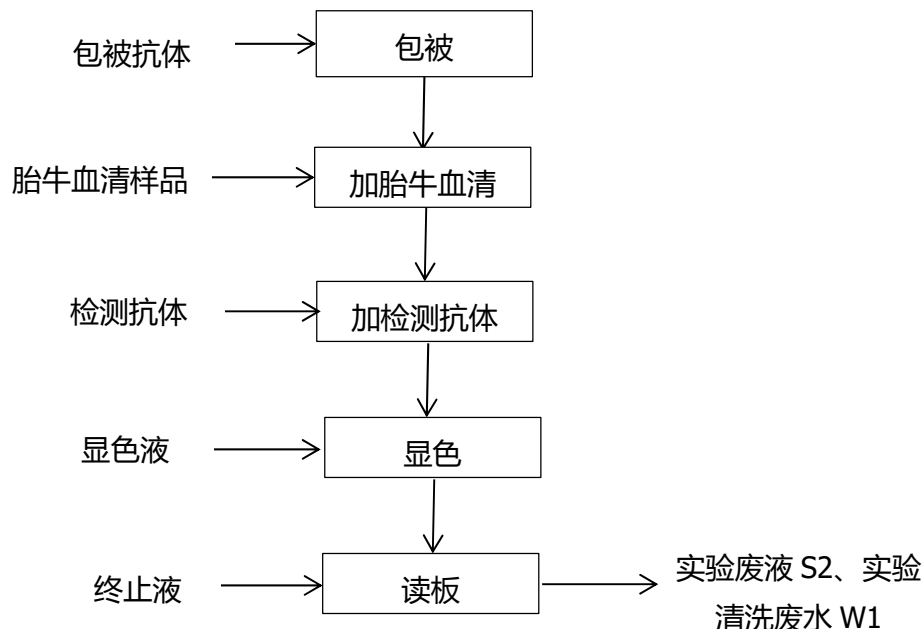 包被抗体
包被
胎牛血清样品
加胎牛血清
检测抗体
加检测抗体
显色液
显色
终止液
读板
实验废液 S2、实验
清洗废水 W1